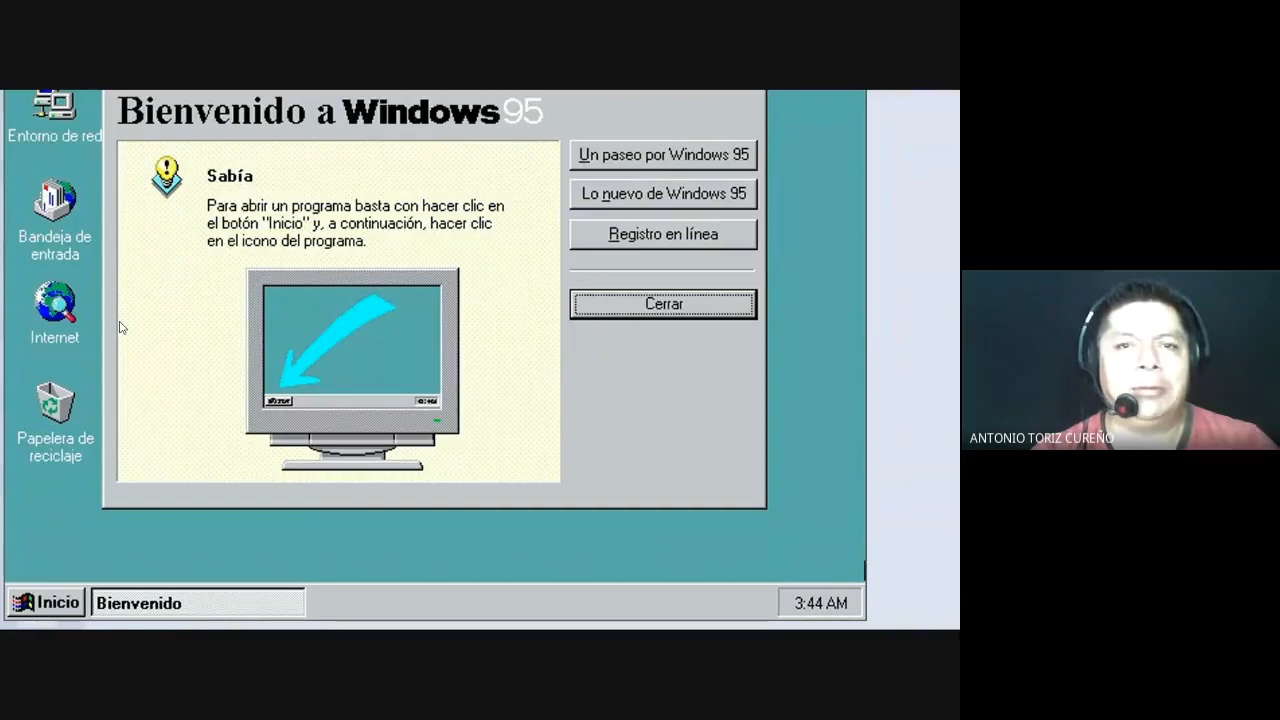 Bienvenido a Windows 95
Entorno de red
Bandeja de
entrada
Internet
Papelera de
reciclaje
Sabía
Para abrir un programa basta con hacer clic en
el botón "Inicio" y, a continuación, hacer clic
en el icono del programa.
Un paseo por Windows 95
Lo nuevo de Windows 95
Registro en línea
Cerrar
Inicio
Bienvenido
3:44 AM
ANTONIO TORIZ CUREÑO